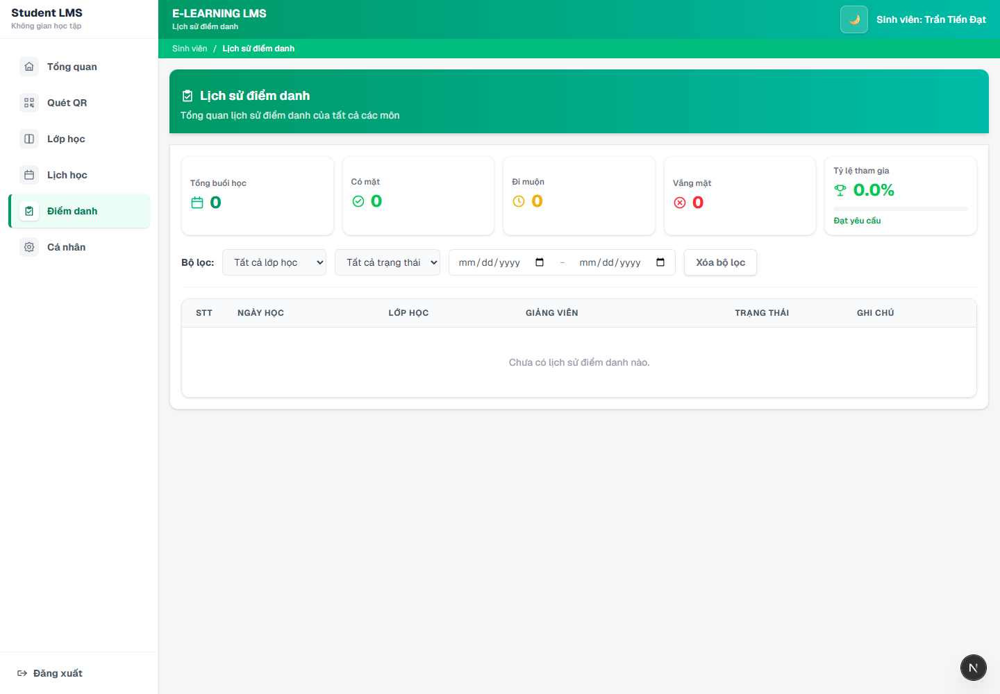 Student LMS
Không gian học tập
Tổng quan
Quét QR
Lớp học
Lịch học
Điểm danh
Cá nhân
Đăng xuất
E-LEARNING LMS
Lịch sử điểm danh
Sinh viên: Trần Tiến Đạt
Sinh viên / Lịch sử điểm danh
Lịch sử điểm danh
Tổng quan lịch sử điểm danh của tất cả các môn
Tổng buổi học
0
Có mặt
0
Đi muộn
0
Vắng mặt
0
Tỷ lệ tham gia
0.0%
Đạt yêu cầu
Bộ lọc: Tất cả lớp học Tất cả trạng thái mm/dd/yyyy - mm/dd/yyyy Xóa bộ lọc
STT NGÀY HỌC LỚP HỌC GIẢNG VIÊN TRẠNG THÁI GHI CHÚ
Chưa có lịch sử điểm danh nào.
N